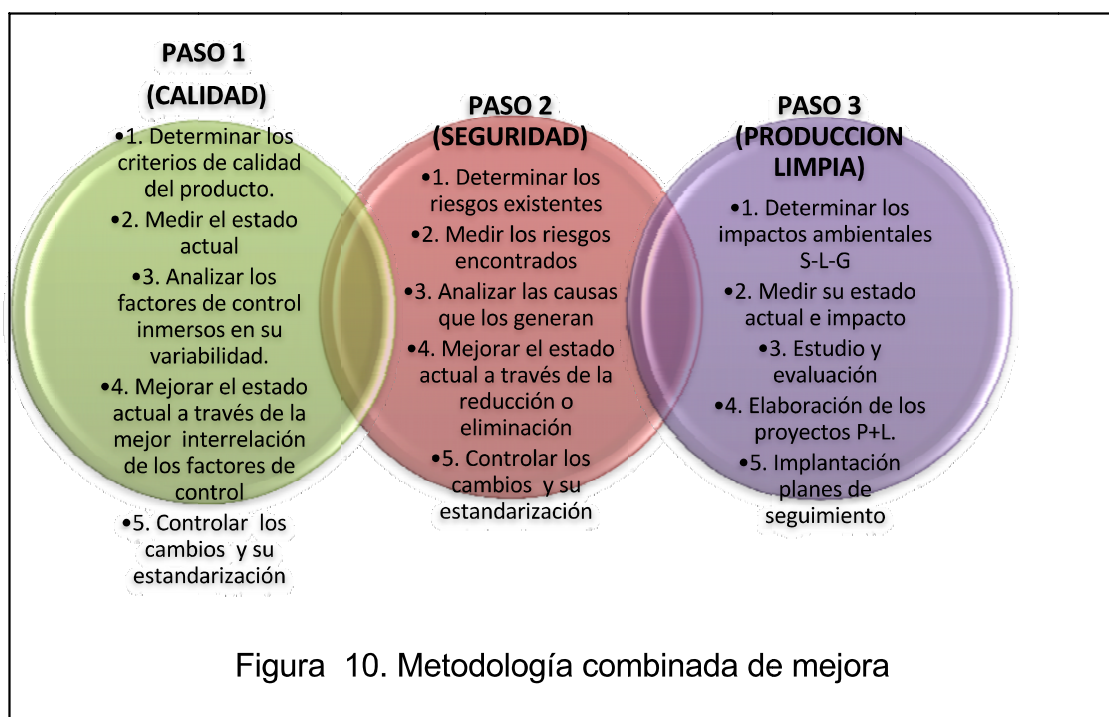 PASO 1
(CALIDAD)
•1. Determinar los
criterios de calidad
del producto.
•2. Medir el estado
actual
•3. Analizar los
factores de control
inmersos en su
variabilidad.
•4. Mejorar el estado
actual a través de la
mejor interrelación
de los factores de
control
•5. Controlar los
cambios y su
estandarización
PASO 2
(SEGURIDAD)
•1. Determinar los
riesgos existentes
•2. Medir los riesgos
encontrados
•3. Analizar las causas
que los generan
•4. Mejorar el estado
actual a través de la
reducción o
eliminación
•5. Controlar los
cambios y su
estandarización
PASO 3
(PRODUCCION
LIMPIA)
•1. Determinar los
impactos ambientales
S-L-G
•2. Medir su estado
actual e impacto
•3. Estudio y
evaluación
•4. Elaboración de los
proyectos P+L.
•5. Implantación
planes de
seguimiento
Figura 10. Metodología combinada de mejora